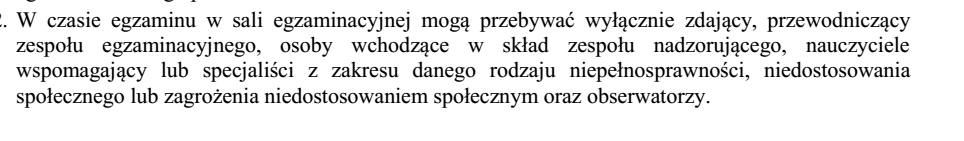 2. W czasie egzaminu w sali egzaminacyjnej mogą przebywać wyłącznie zdający, przewodniczący
zespołu egzaminacyjnego, osoby wchodzące w skład zespołu nadzorującego, nauczyciele
wspomagający lub specjaliści z zakresu danego rodzaju niepełnosprawności, niedostosowania
społecznego lub zagrożenia niedostosowaniem społecznym oraz obserwatorzy.